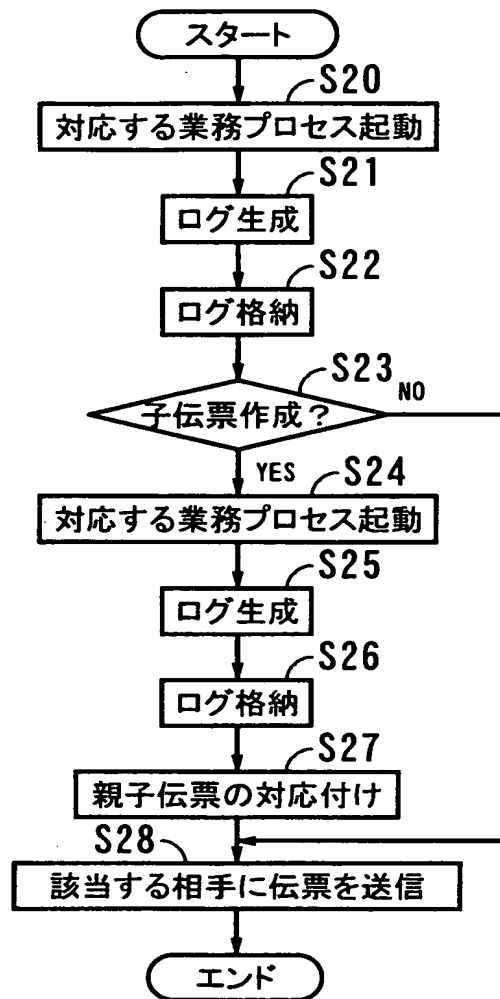 スタート
S20
対応する業務プロセス起動
S21
ログ生成
S22
ログ格納
S23
子伝票作成？
NO
YES
S24
対応する業務プロセス起動
S25
ログ生成
S26
ログ格納
S27
親子伝票の対応付け
S28
該当する相手に伝票を送信
エンド